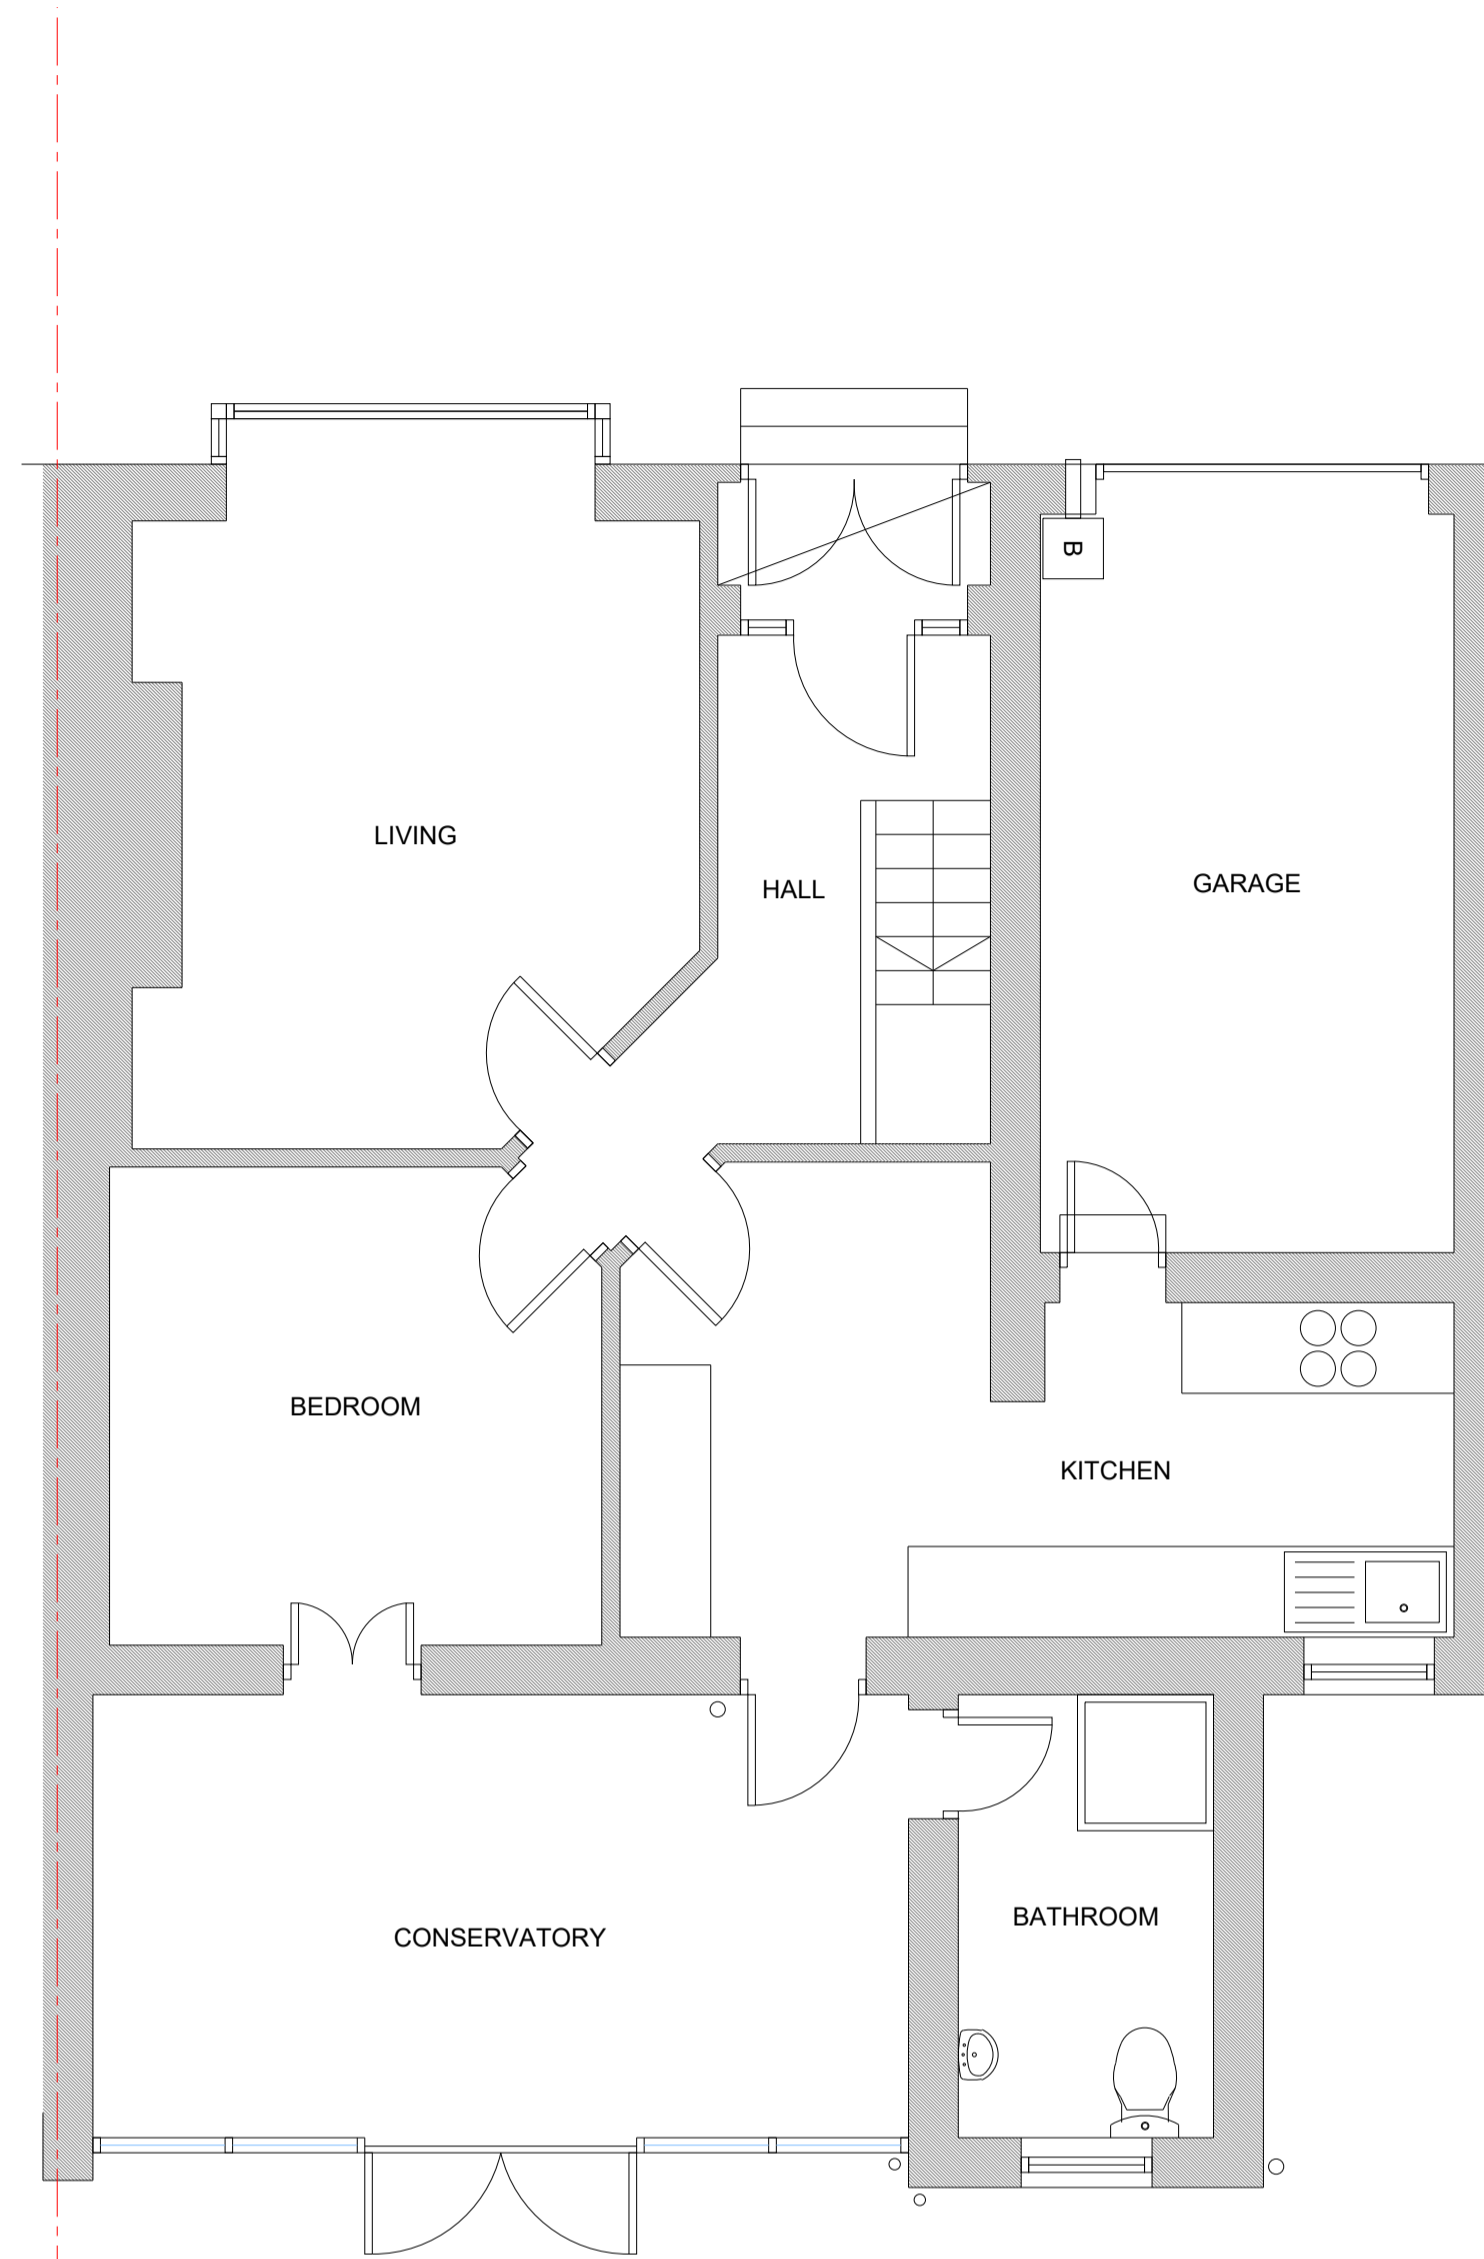 B
LIVING
HALL
GARAGE
BEDROOM
KITCHEN
CONSERVATORY
BATHROOM